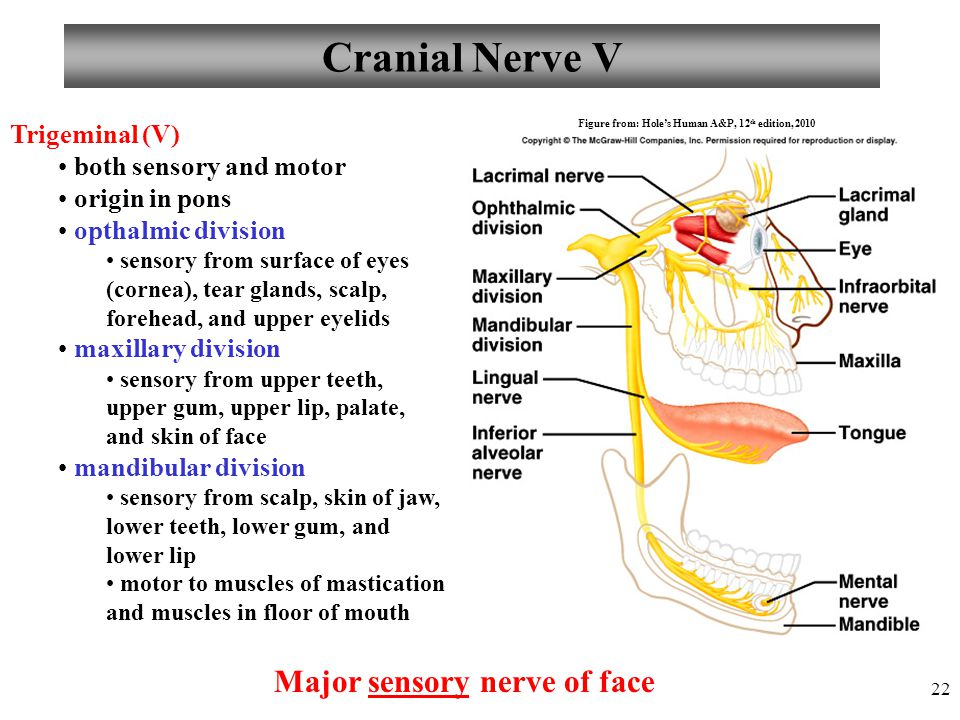 Cranial Nerve V
Trigeminal (V)
• both sensory and motor
• origin in pons
• opthalmic division
• sensory from surface of eyes
(cornea), tear glands, scalp,
forehead, and upper eyelids
• maxillary division
• sensory from upper teeth,
upper gum, upper lip, palate,
and skin of face
• mandibular division
• sensory from scalp, skin of jaw,
lower teeth, lower gum, and
lower lip
• motor to muscles of mastication
and muscles in floor of mouth
Figure from: Hole's Human A&P, 12th edition, 2010
Copyright © The McGraw-Hill Companies, Inc. Permission required for reproduction or display.
Lacrimal nerve
Ophthalmic
division
Maxillary
division
Mandibular
division
Lingual
nerve
Inferior
alveolar
nerve
Lacrimal
gland
Eye
Infraorbital
nerve
Maxilla
Tongue
Mental
nerve
Mandible
Major sensory nerve of face
22